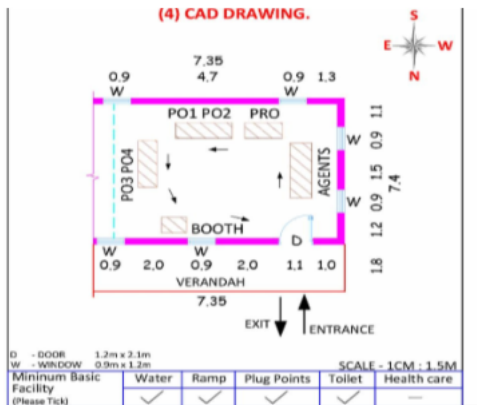 (4) CAD DRAWING.
S
E W
N
7.35
0.9 4.7 0.9 1.3
W W
PO1 PO2 PRO
PO3 PO4
AGENTS
BOOTH
D
W
W
1.1
0.9
1.5
0.9
1.2
1.8
7.4
W W
0.9 2.0 0.9 2.0 1.1 1.0
VERANDAH
7.35
EXIT ENTRANCE
D - DOOR 1.2m x 2.1m
W - WINDOW 0.9m x 1.2m
SCALE - 1CM : 1.5M
Mininum Basic Facility (Please Tick) Water Ramp Plug Points Toilet Health care